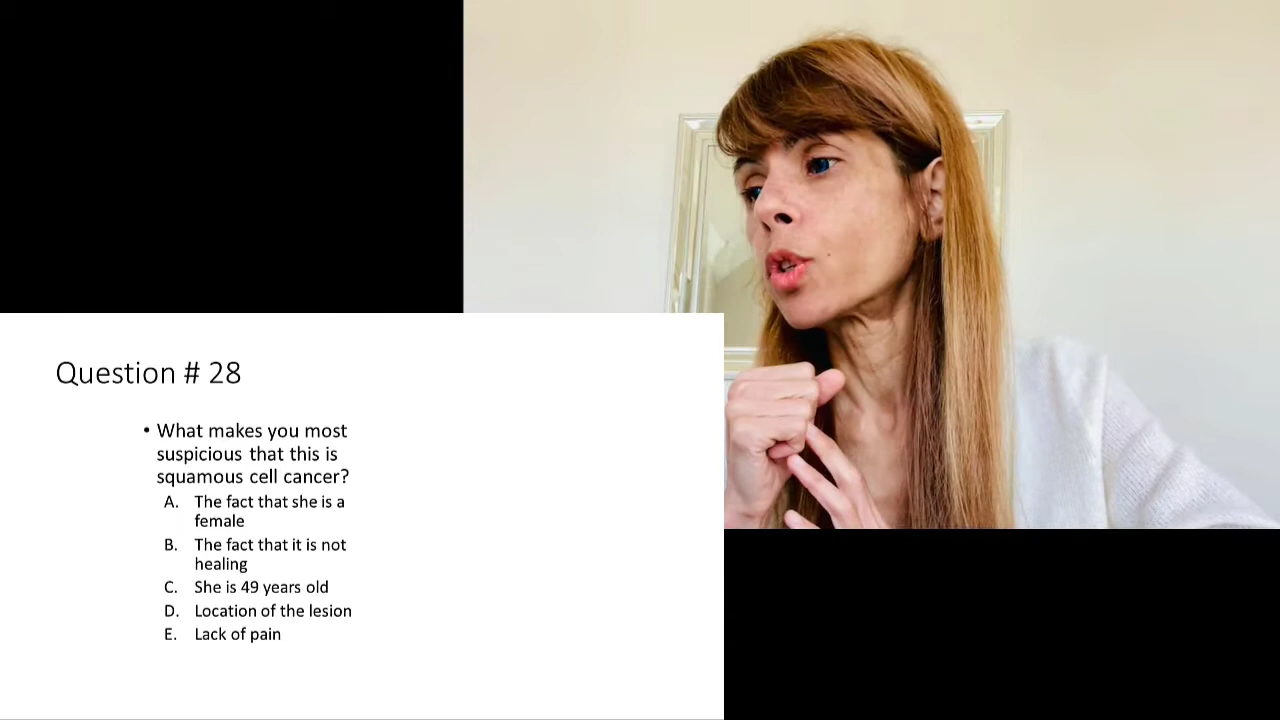 Question # 28
• What makes you most
suspicious that this is
squamous cell cancer?
A. The fact that she is a
female
B. The fact that it is not
healing
C. She is 49 years old
D. Location of the lesion
E. Lack of pain